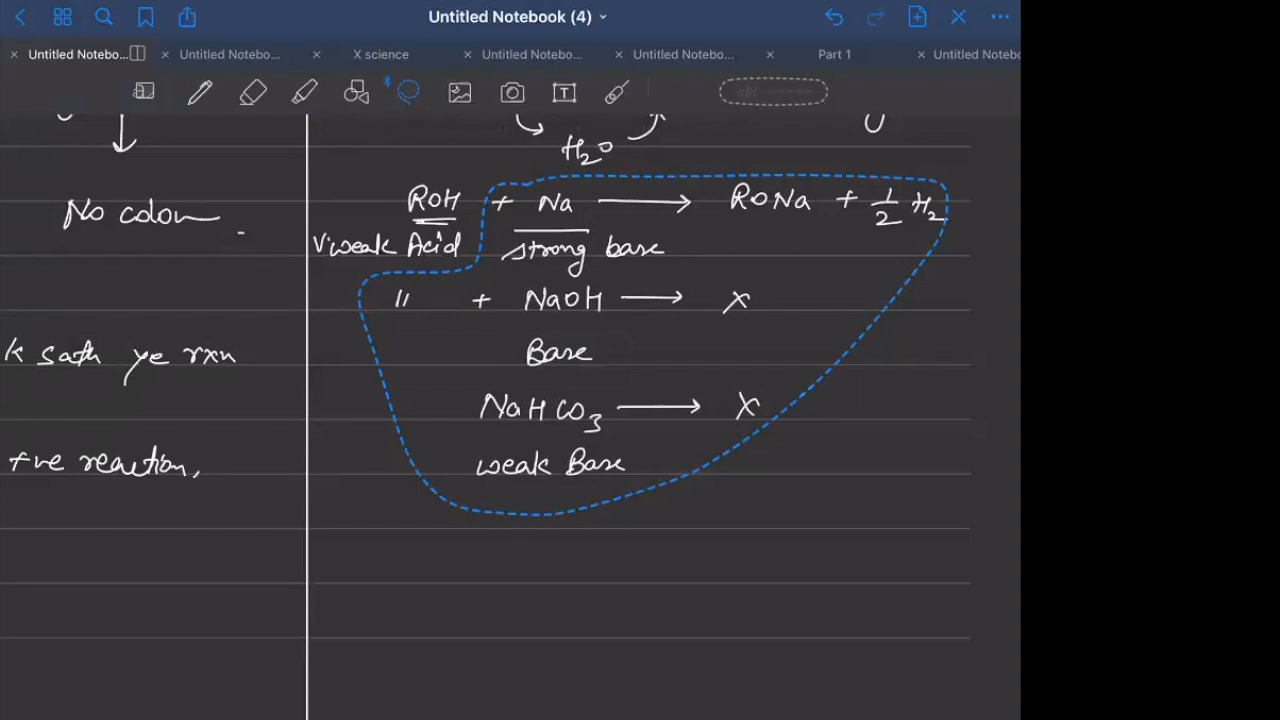 Untitled Notebook (4)
Untitled Notebo...
Untitled Notebo...
X science
Untitled Notebo...
Untitled Notebo...
Part 1
Untitled Notebo
T
H2O
No colour
ROH + Na → RONa + 1/2 H2
V'weak Acid strong base
" + NaOH → X
Base
k sath ye rxn
NaHCO3 → X
+ve reaction,
weak Base